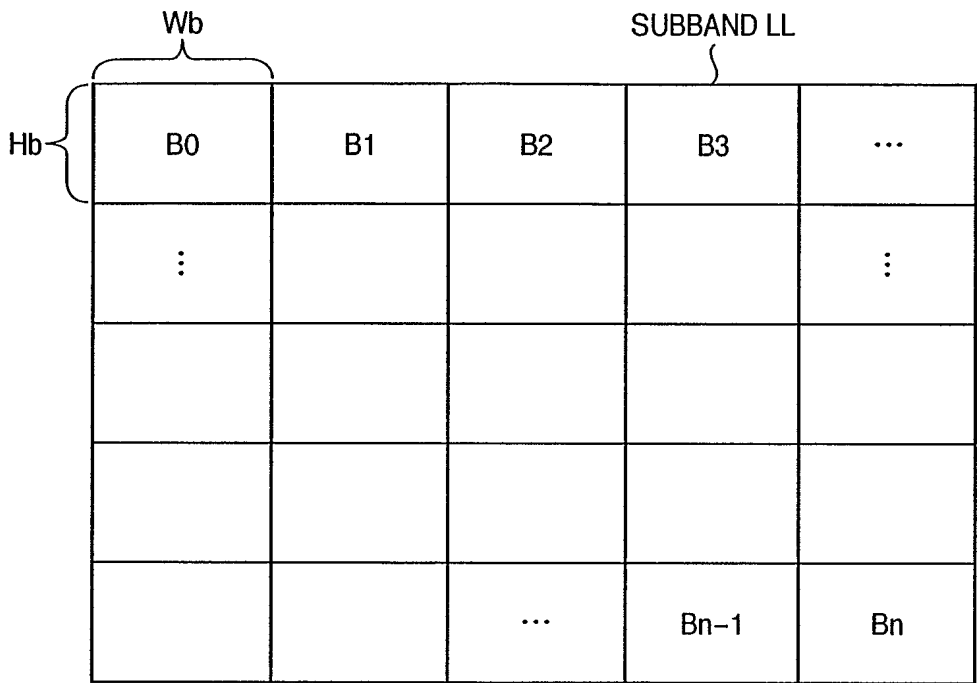 Wb
SUBBAND LL
Hb
B0 B1 B2 B3 ...
⋮ ⋮
... Bn-1 Bn